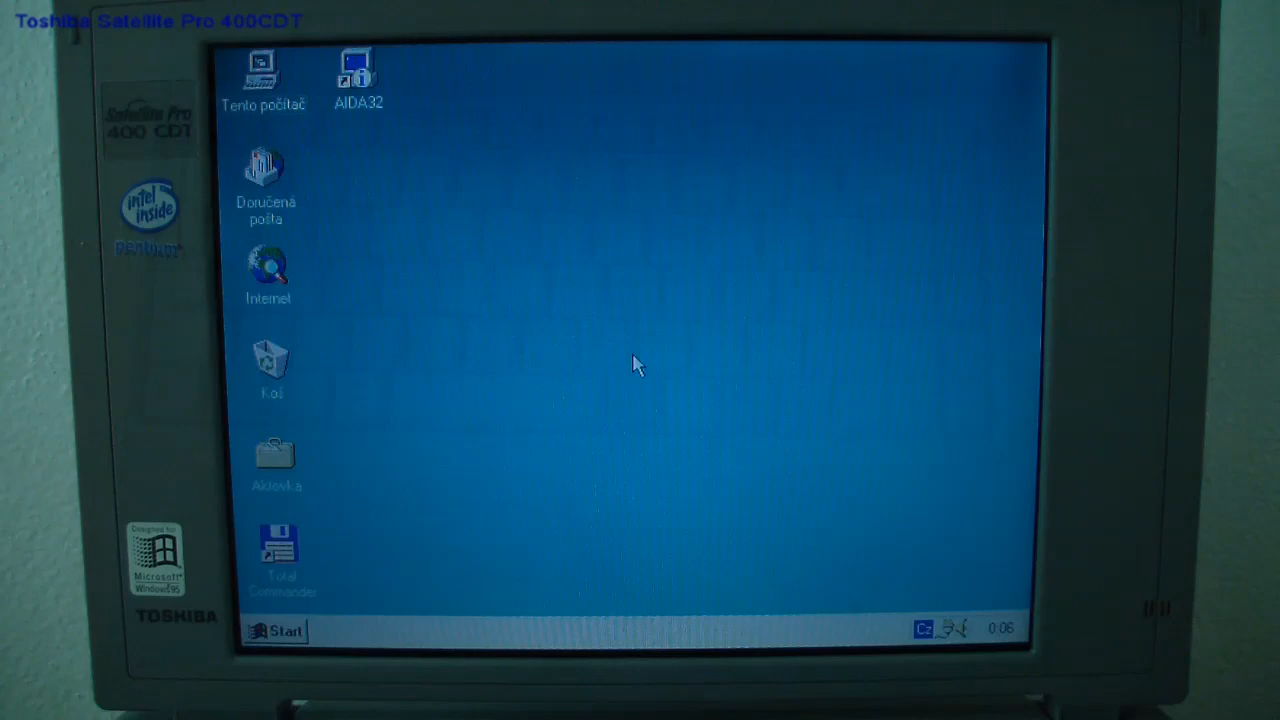 Toshiba Satellite Pro 400CDT
Satellite Pro
400 CDT
intel
inside
pentium
Tento počítač
AIDA32
Doručená
pošta
Internet
Koš
Aktovka
Total
Commander
Designed for
Microsoft
Windows95
TOSHIBA
Start
Cz
0:06